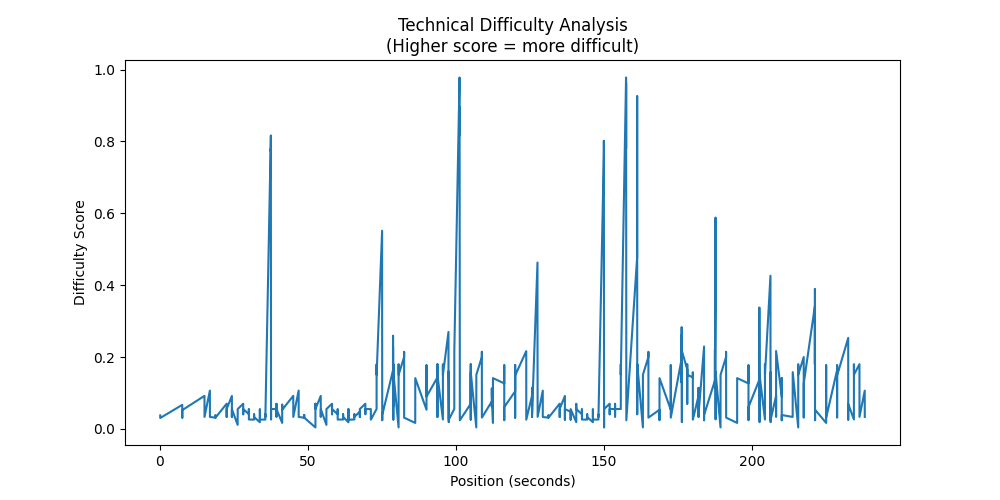 Technical Difficulty Analysis
(Higher score = more difficult)
1.0
0.8
0.6
0.4
0.2
0.0
Difficulty Score
0 50 100 150 200
Position (seconds)